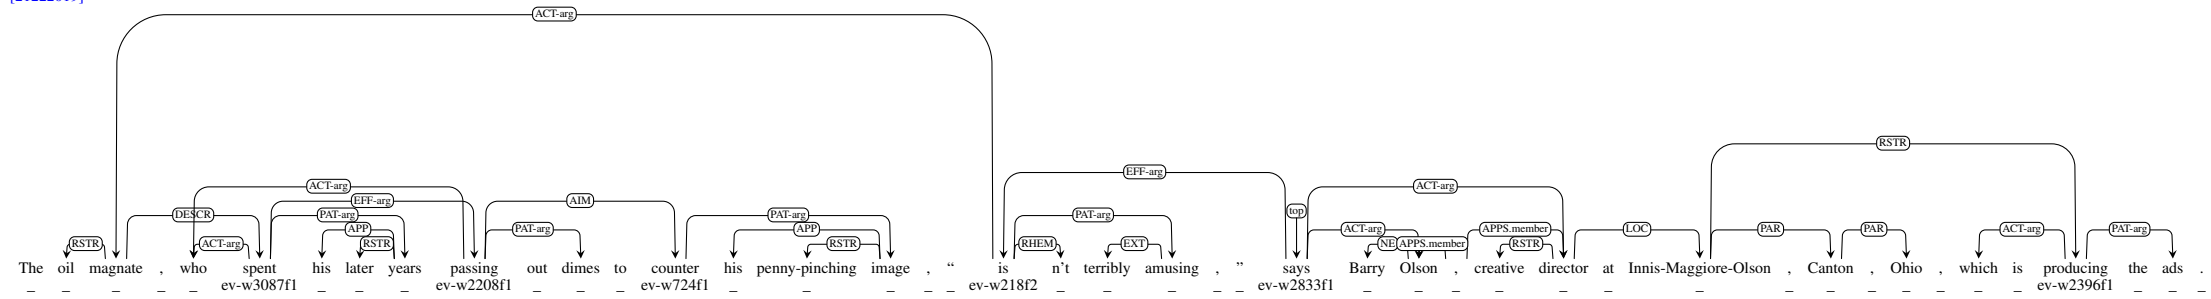 ACT-arg
RSTR
ACT-arg EFF-arg
EFF-arg AIM ACT-arg
DESCR PAT-arg PAT-arg PAT-arg top
APP PAT-arg APP ACT-arg APPS.member LOC PAR PAR ACT-arg PAT-arg
RSTR ACT-arg RSTR RSTR RHEM EXT NE APPS.member RSTR
The oil magnate , who spent his later years passing out dimes to counter his penny-pinching image , “ is n't terribly amusing , ” says Barry Olson , creative director at Innis-Maggiore-Olson , Canton , Ohio , which is producing the ads .
_ _ _ _ _ ev-w3087f1 _ _ _ ev-w2208f1 _ _ _ ev-w724f1 _ _ _ _ _ ev-w218f2 _ _ _ _ _ ev-w2833f1 _ _ _ _ _ _ _ _ _ _ _ _ _ _ ev-w2396f1 _ _ _